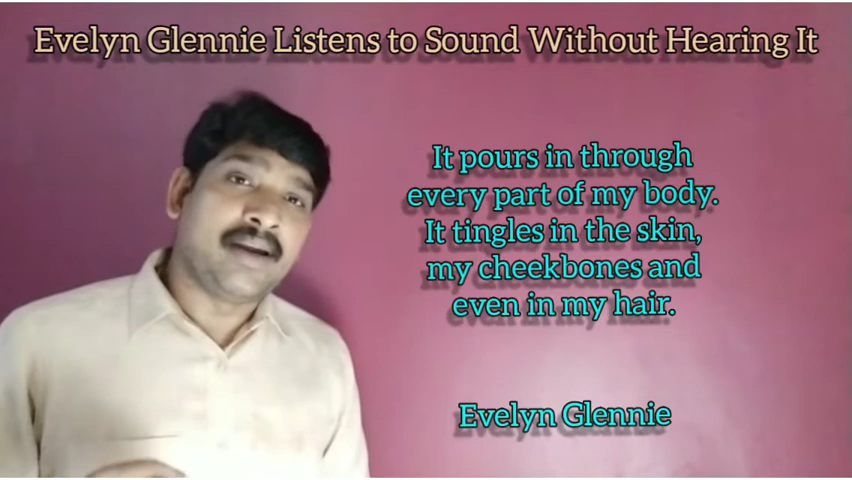 Evelyn Glennie Listens to Sound Without Hearing It
It pours in through
every part of my body.
It tingles in the skin,
my cheekbones and
even in my hair.
Evelyn Glennie